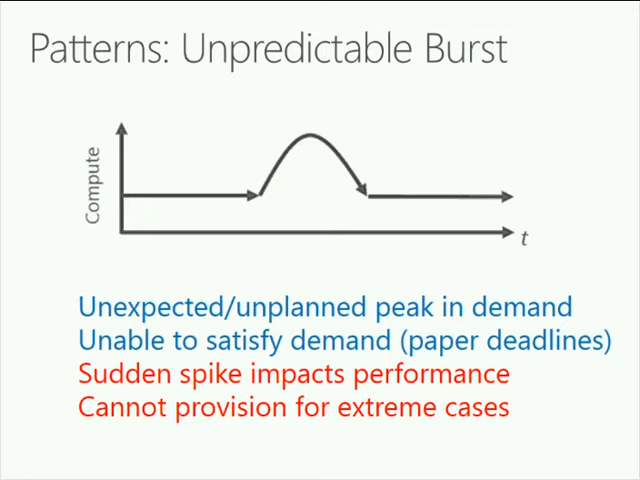 Patterns: Unpredictable Burst
Compute
t
Unexpected/unplanned peak in demand
Unable to satisfy demand (paper deadlines)
Sudden spike impacts performance
Cannot provision for extreme cases